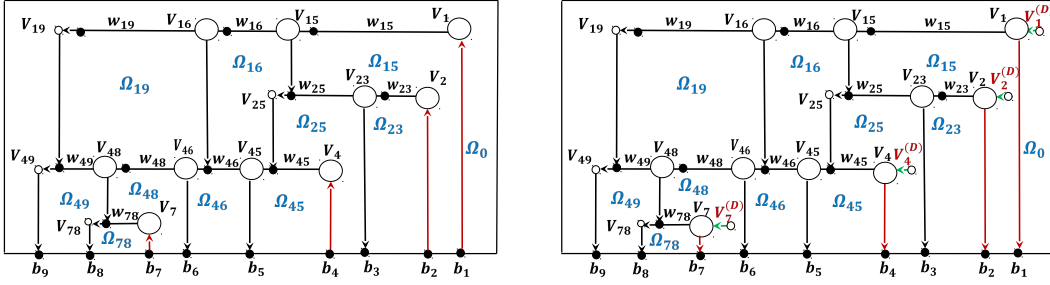 V₁₉ w₁₉ V₁₆ w₁₆ V₁₅ w₁₅ V₁
Ω₁₉ Ω₁₆ Ω₁₅
V₂₅ w₂₅ V₂₃ w₂₃ V₂
Ω₂₅ Ω₂₃ Ω₀
V₄₉ w₄₉ V₄₈ w₄₈ V₄₆ w₄₆ V₄₅ w₄₅ V₄
Ω₄₉ Ω₄₈ Ω₄₆ Ω₄₅
V₇₈ w₇₈ V₇
Ω₇₈
b₉ b₈ b₇ b₆ b₅ b₄ b₃ b₂ b₁
V₁₉ w₁₉ V₁₆ w₁₆ V₁₅ w₁₅ V₁ V₁⁽ᴰ⁾
Ω₁₉ Ω₁₆ Ω₁₅
V₂₅ w₂₅ V₂₃ w₂₃ V₂ V₂⁽ᴰ⁾
Ω₂₅ Ω₂₃ Ω₀
V₄₉ w₄₉ V₄₈ w₄₈ V₄₆ w₄₆ V₄₅ w₄₅ V₄ V₄⁽ᴰ⁾
Ω₄₉ Ω₄₈ Ω₄₆ Ω₄₅
V₇₈ w₇₈ V₇ V₇⁽ᴰ⁾
Ω₇₈
b₉ b₈ b₇ b₆ b₅ b₄ b₃ b₂ b₁